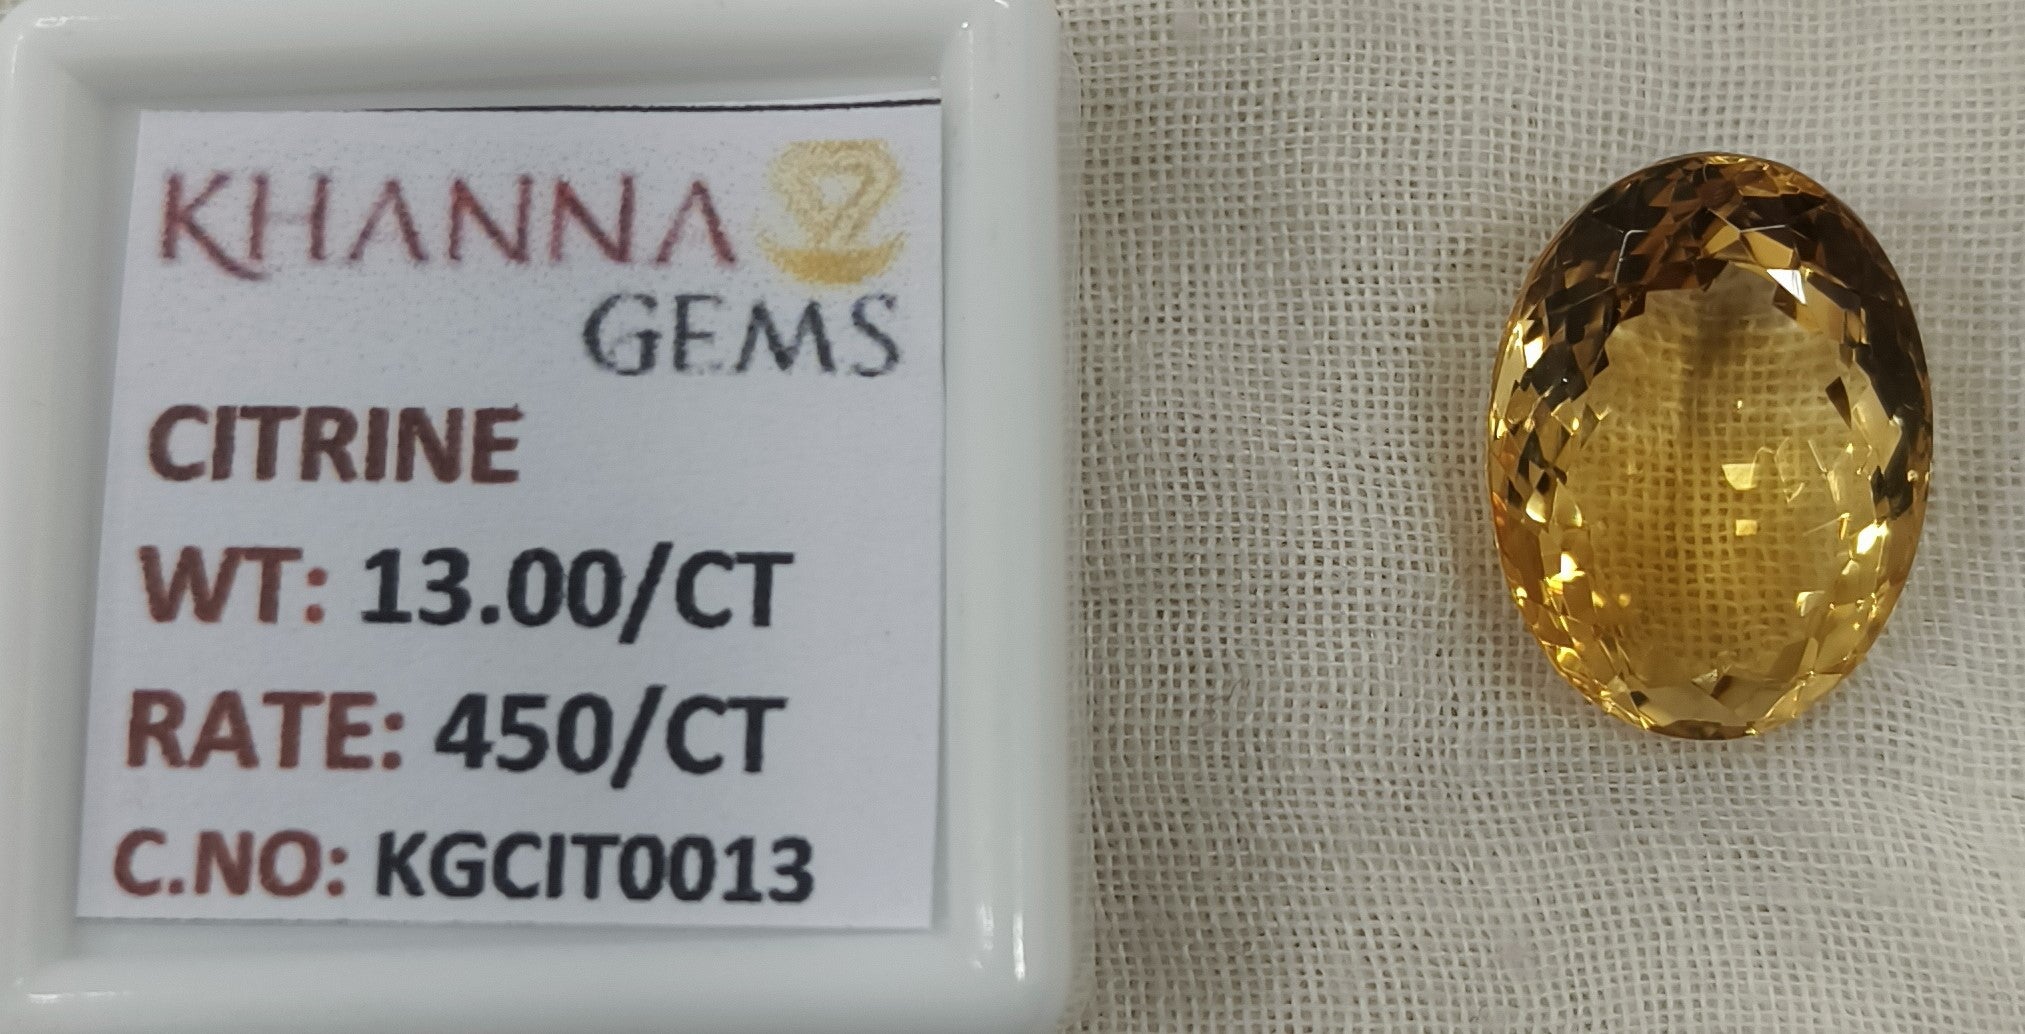 KHANNA
GEMS
CITRINE
WT: 13.00/CT
RATE: 450/CT
C.NO: KGCIT0013